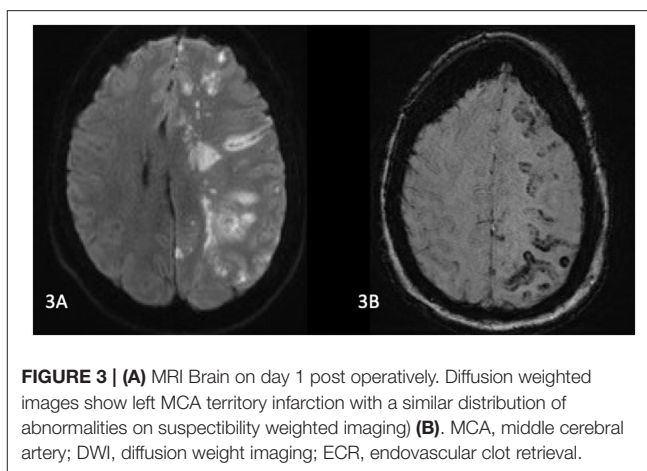 3A
3B
FIGURE 3 | (A) MRI Brain on day 1 post operatively. Diffusion weighted
images show left MCA territory infarction with a similar distribution of
abnormalities on suspectibility weighted imaging) (B). MCA, middle cerebral
artery; DWI, diffusion weight imaging; ECR, endovascular clot retrieval.